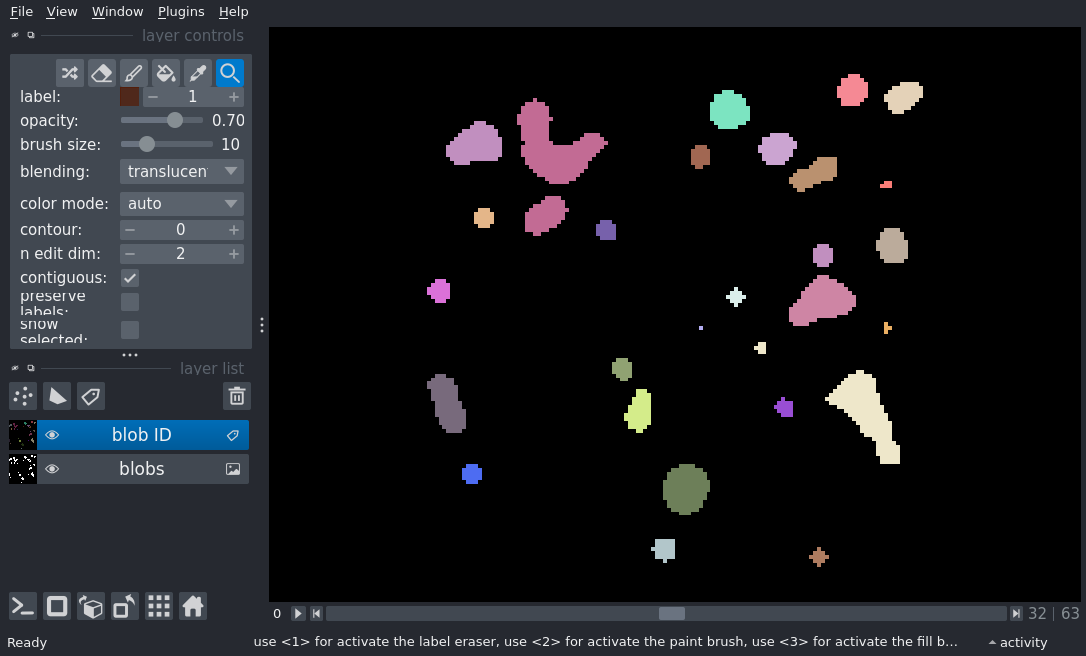 File View Window Plugins Help
layer controls
label: 1
opacity: 0.70
brush size: 10
blending: translucen
color mode: auto
contour: 0
n edit dim: 2
contiguous:
preserve
labels:
show
selected:
layer list
blob ID
blobs
0 32 63
Ready use <1> for activate the label eraser, use <2> for activate the paint brush, use <3> for activate the fill b... activity